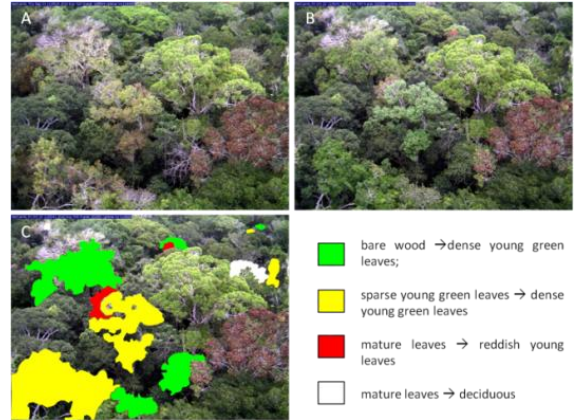 A
B
C
bare wood →dense young green
leaves;
sparse young green leaves → dense
young green leaves
mature leaves → reddish young
leaves
mature leaves → deciduous